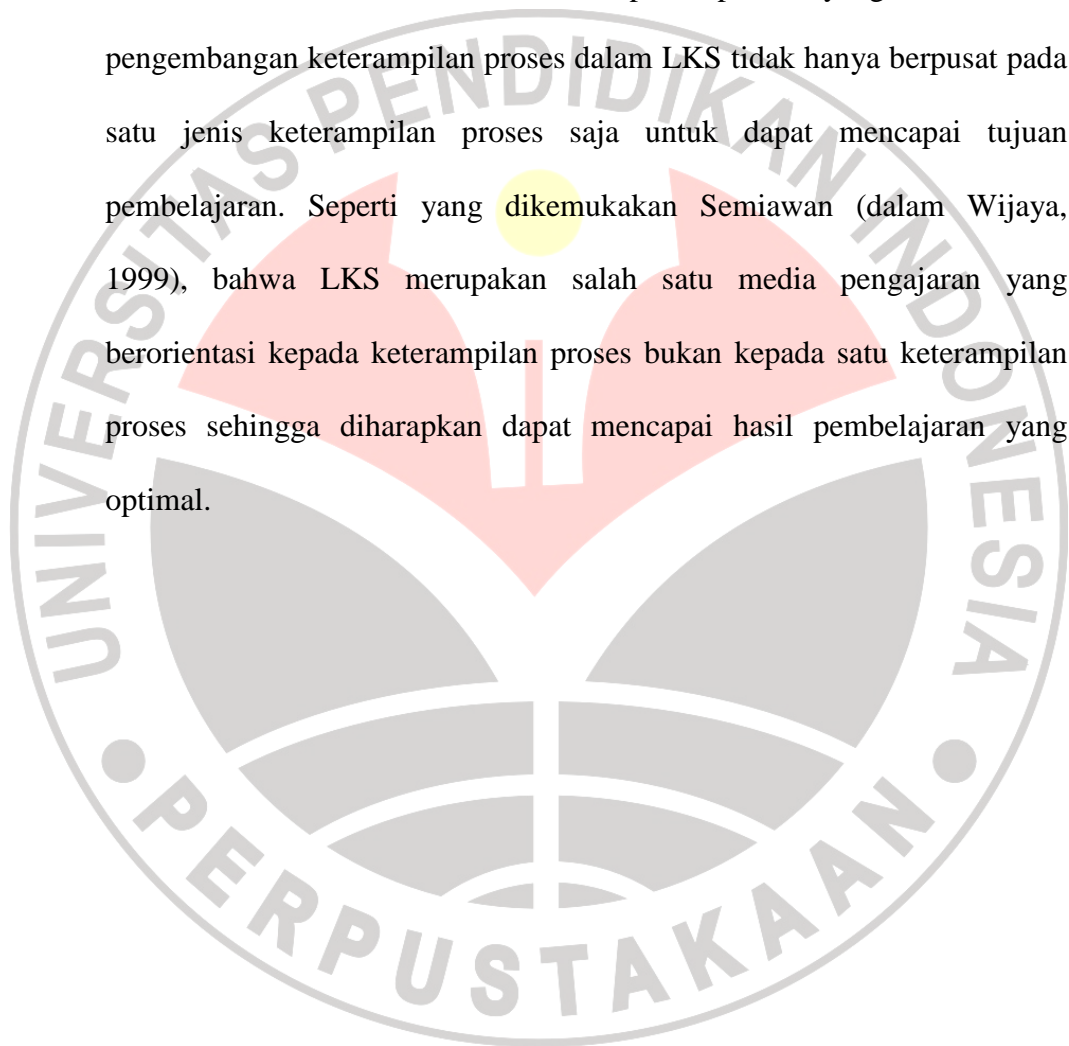 pengembangan keterampilan proses dalam LKS tidak hanya berpusat pada
satu jenis keterampilan proses saja untuk dapat mencapai tujuan
pembelajaran. Seperti yang dikemukakan Semiawan (dalam Wijaya,
1999), bahwa LKS merupakan salah satu media pengajaran yang
berorientasi kepada keterampilan proses bukan kepada satu keterampilan
proses sehingga diharapkan dapat mencapai hasil pembelajaran yang
optimal.
UNIVERSITAS PENDIDIKAN INDONESIA
PERPUSTAKAAN